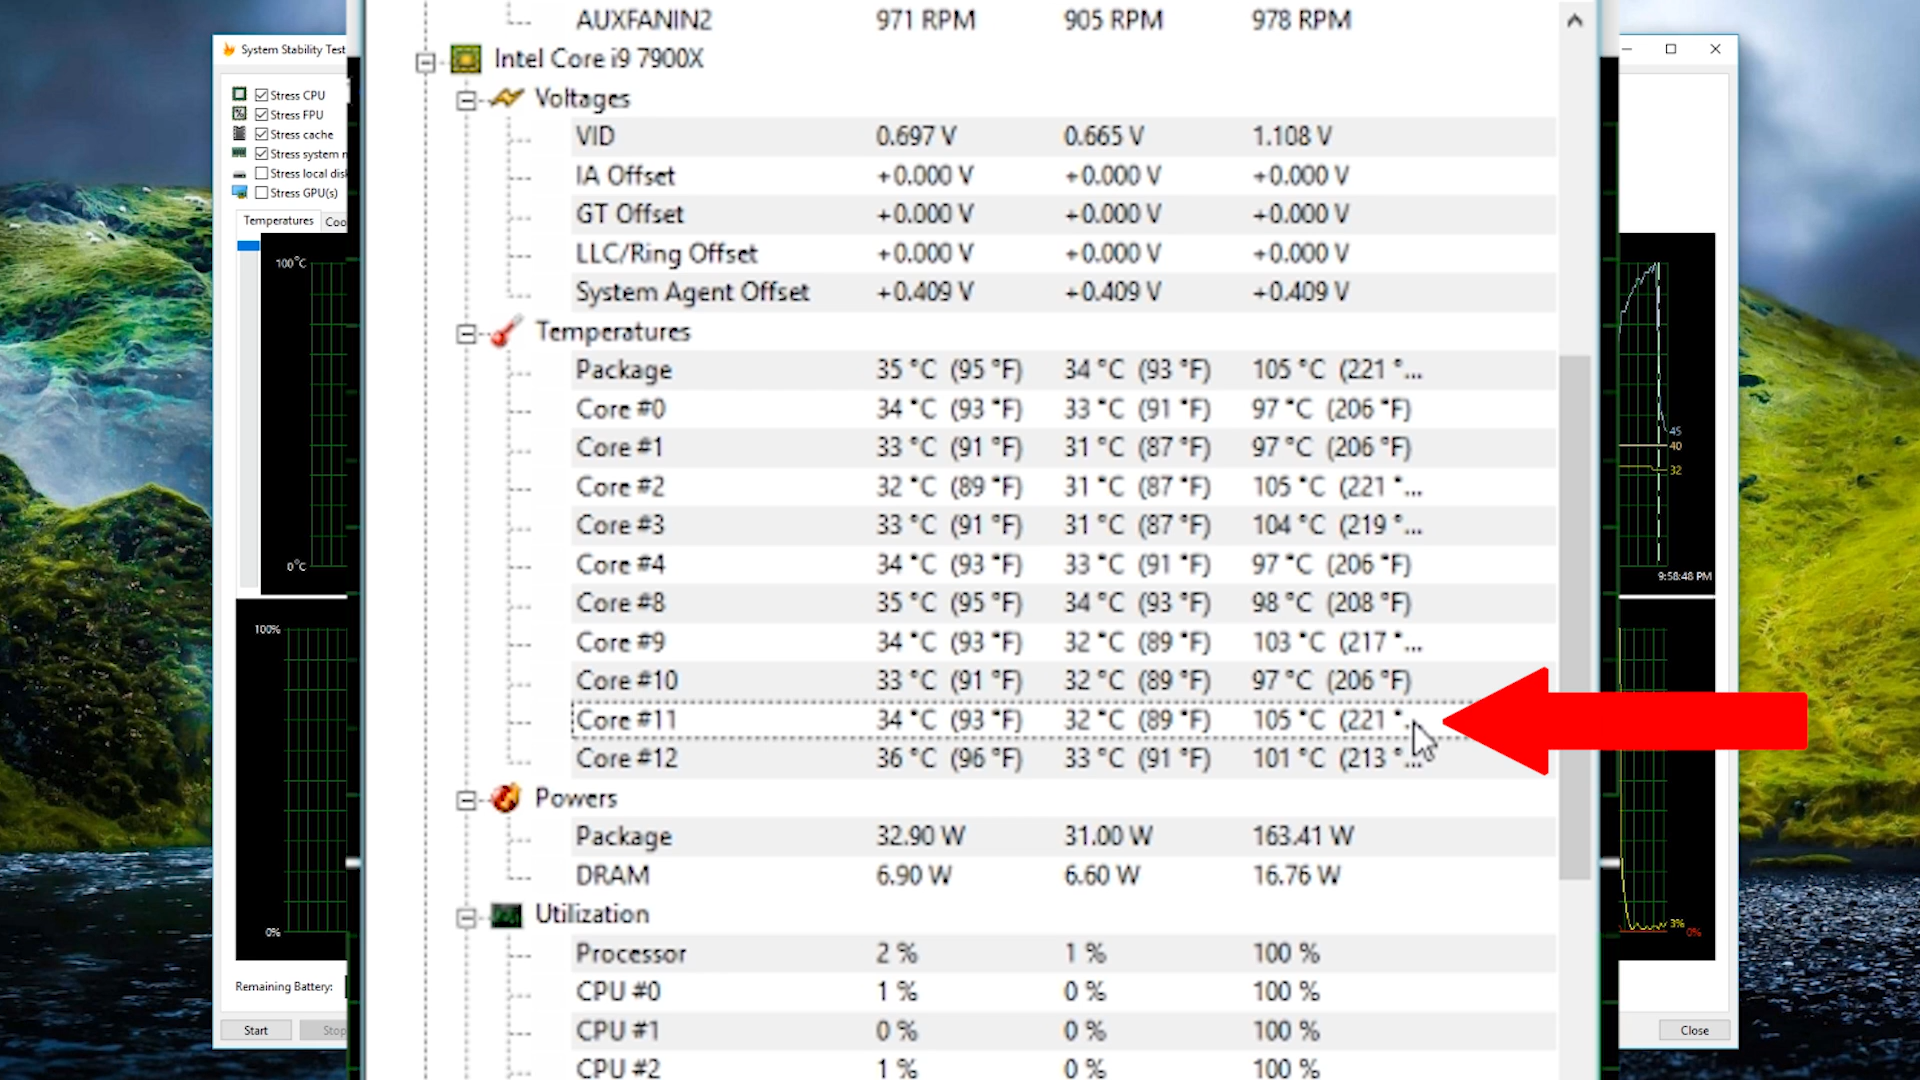 AUXFANIN2 971 RPM 905 RPM 978 RPM
System Stability Test
Intel Core i9 7900X
Stress CPU
Voltages
Stress FPU
VID 0.697 V 0.665 V 1.108 V
Stress cache
Stress system m
IA Offset +0.000 V +0.000 V +0.000 V
Stress local disk
Stress GPU(s)
GT Offset +0.000 V +0.000 V +0.000 V
Temperatures Coo
LLC/Ring Offset +0.000 V +0.000 V +0.000 V
100°C
System Agent Offset +0.409 V +0.409 V +0.409 V
Temperatures
Package 35 °C (95 °F) 34 °C (93 °F) 105 °C (221 °...
Core #0 34 °C (93 °F) 33 °C (91 °F) 97 °C (206 °F)
45
Core #1 33 °C (91 °F) 31 °C (87 °F) 97 °C (206 °F)
40
32
Core #2 32 °C (89 °F) 31 °C (87 °F) 105 °C (221 °...
Core #3 33 °C (91 °F) 31 °C (87 °F) 104 °C (219 °...
Core #4 34 °C (93 °F) 33 °C (91 °F) 97 °C (206 °F)
0°C
9:58:48 PM
Core #8 35 °C (95 °F) 34 °C (93 °F) 98 °C (208 °F)
100%
Core #9 34 °C (93 °F) 32 °C (89 °F) 103 °C (217 °...
Core #10 33 °C (91 °F) 32 °C (89 °F) 97 °C (206 °F)
Core #11 34 °C (93 °F) 32 °C (89 °F) 105 °C (221 °...
Core #12 36 °C (96 °F) 33 °C (91 °F) 101 °C (213 °...
Powers
Package 32.90 W 31.00 W 163.41 W
DRAM 6.90 W 6.60 W 16.76 W
Utilization
3%
0%
0%
Processor 2 % 1 % 100 %
Remaining Battery:
CPU #0 1 % 0 % 100 %
Start Stop
CPU #1 0 % 0 % 100 %
Close
CPU #2 1 % 0 % 100 %